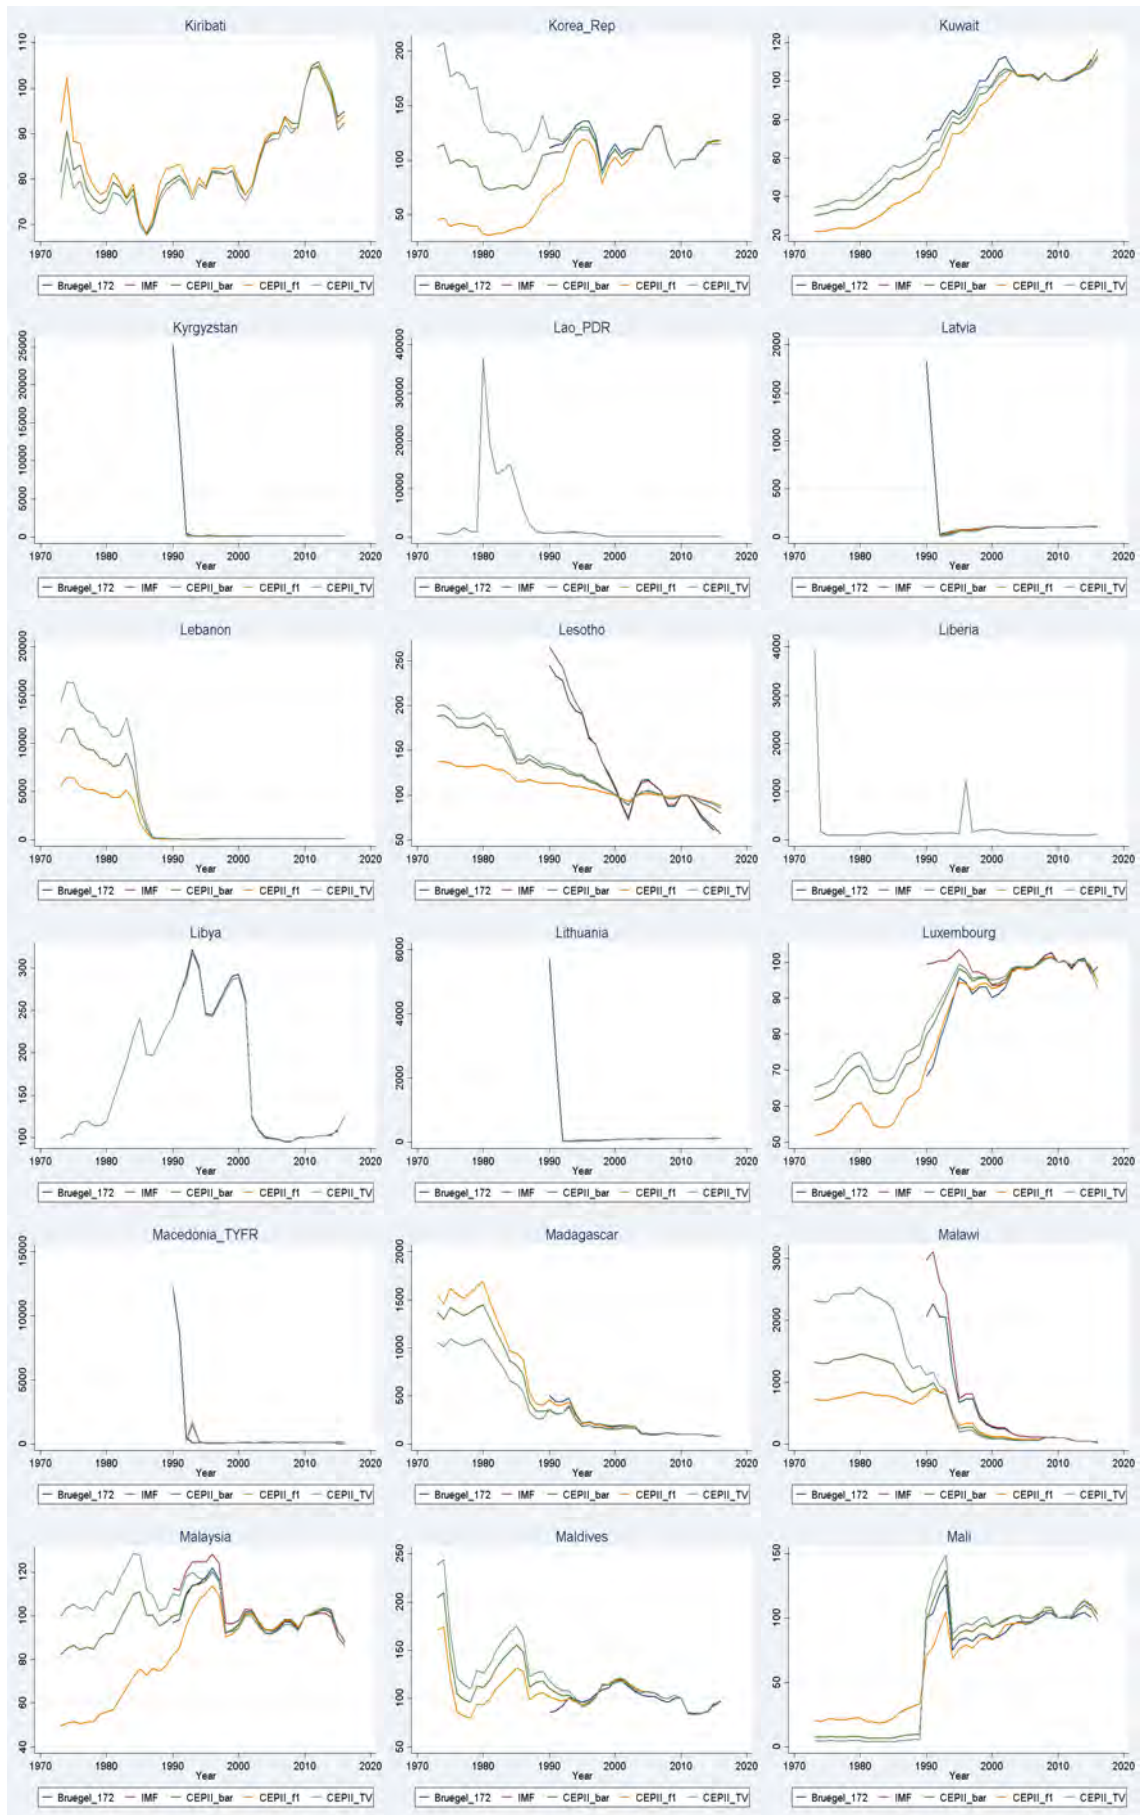 Kiribati
70 80 90 100 110
1970 1980 1990 2000 2010 2020
Year
Bruegel_172 IMF CEPII_bar CEPII_f1 CEPII_TV
Korea_Rep
50 100 150 200
1970 1980 1990 2000 2010 2020
Year
Bruegel_172 IMF CEPII_bar CEPII_f1 CEPII_TV
Kuwait
20 40 60 80 100 120
1970 1980 1990 2000 2010 2020
Year
Bruegel_172 IMF CEPII_bar CEPII_f1 CEPII_TV
Kyrgyzstan
0 5000 10000 15000 20000 25000
1970 1980 1990 2000 2010 2020
Year
Bruegel_172 IMF CEPII_bar CEPII_f1 CEPII_TV
Lao_PDR
0 10000 20000 30000 40000
1970 1980 1990 2000 2010 2020
Year
Bruegel_172 IMF CEPII_bar CEPII_f1 CEPII_TV
Latvia
0 500 1000 1500 2000
1970 1980 1990 2000 2010 2020
Year
Bruegel_172 IMF CEPII_bar CEPII_f1 CEPII_TV
Lebanon
0 5000 10000 15000 20000
1970 1980 1990 2000 2010 2020
Year
Bruegel_172 IMF CEPII_bar CEPII_f1 CEPII_TV
Lesotho
50 100 150 200 250
1970 1980 1990 2000 2010 2020
Year
Bruegel_172 IMF CEPII_bar CEPII_f1 CEPII_TV
Liberia
0 1000 2000 3000 4000
1970 1980 1990 2000 2010 2020
Year
Bruegel_172 IMF CEPII_bar CEPII_f1 CEPII_TV
Libya
100 150 200 250 300
1970 1980 1990 2000 2010 2020
Year
Bruegel_172 IMF CEPII_bar CEPII_f1 CEPII_TV
Lithuania
0 2000 4000 6000
1970 1980 1990 2000 2010 2020
Year
Bruegel_172 IMF CEPII_bar CEPII_f1 CEPII_TV
Luxembourg
50 60 70 80 90 100
1970 1980 1990 2000 2010 2020
Year
Bruegel_172 IMF CEPII_bar CEPII_f1 CEPII_TV
Macedonia_TYFR
0 5000 10000 15000
1970 1980 1990 2000 2010 2020
Year
Bruegel_172 IMF CEPII_bar CEPII_f1 CEPII_TV
Madagascar
0 500 1000 1500 2000
1970 1980 1990 2000 2010 2020
Year
Bruegel_172 IMF CEPII_bar CEPII_f1 CEPII_TV
Malawi
0 1000 2000 3000
1970 1980 1990 2000 2010 2020
Year
Bruegel_172 IMF CEPII_bar CEPII_f1 CEPII_TV
Malaysia
40 60 80 100 120
1970 1980 1990 2000 2010 2020
Year
Bruegel_172 IMF CEPII_bar CEPII_f1 CEPII_TV
Maldives
50 100 150 200 250
1970 1980 1990 2000 2010 2020
Year
Bruegel_172 IMF CEPII_bar CEPII_f1 CEPII_TV
Mali
0 50 100 150
1970 1980 1990 2000 2010 2020
Year
Bruegel_172 IMF CEPII_bar CEPII_f1 CEPII_TV